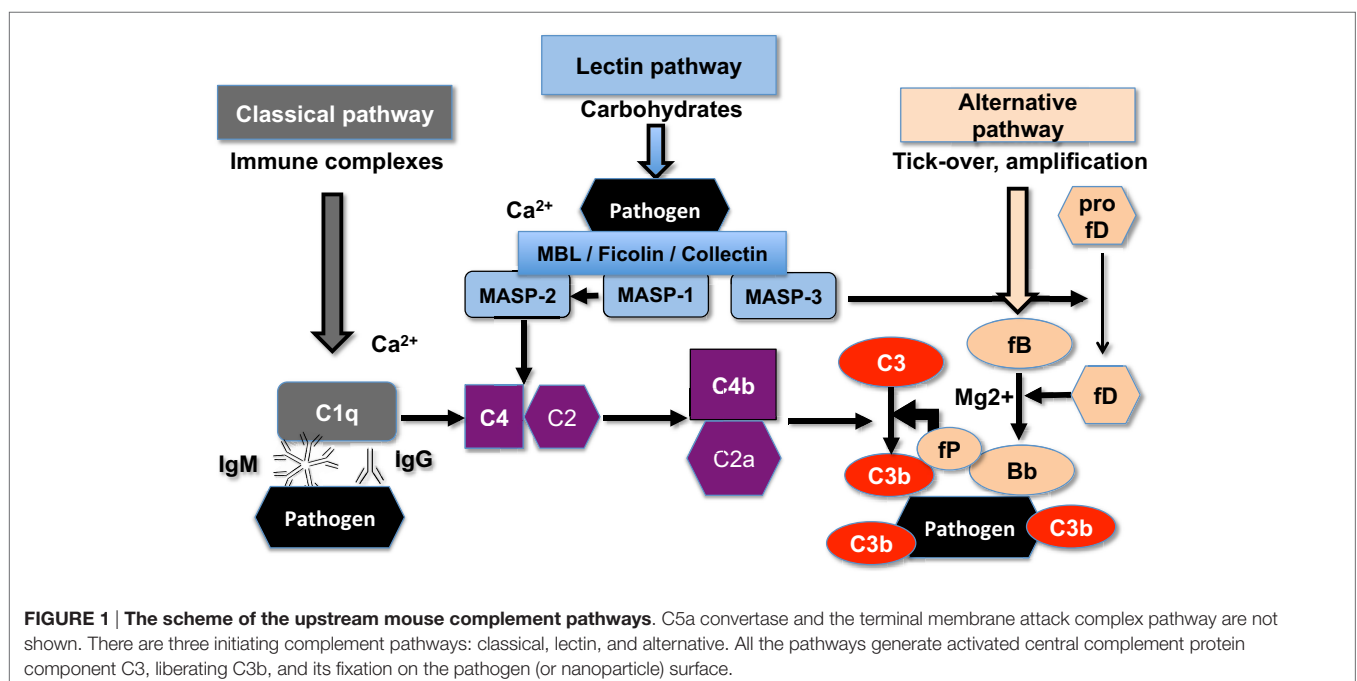 Lectin pathway
Carbohydrates
Classical pathway
Immune complexes
Alternative
pathway
Tick-over, amplification
Ca²⁺
Pathogen
pro
fD
MBL / Ficolin / Collectin
MASP-2
MASP-1
MASP-3
Ca²⁺
fB
C3
C4b
Mg2+
fD
C1q
C4
C2
C2a
fP
C3b
Bb
IgM
IgG
Pathogen
Pathogen
C3b
C3b
FIGURE 1 | The scheme of the upstream mouse complement pathways. C5a convertase and the terminal membrane attack complex pathway are not
shown. There are three initiating complement pathways: classical, lectin, and alternative. All the pathways generate activated central complement protein
component C3, liberating C3b, and its fixation on the pathogen (or nanoparticle) surface.